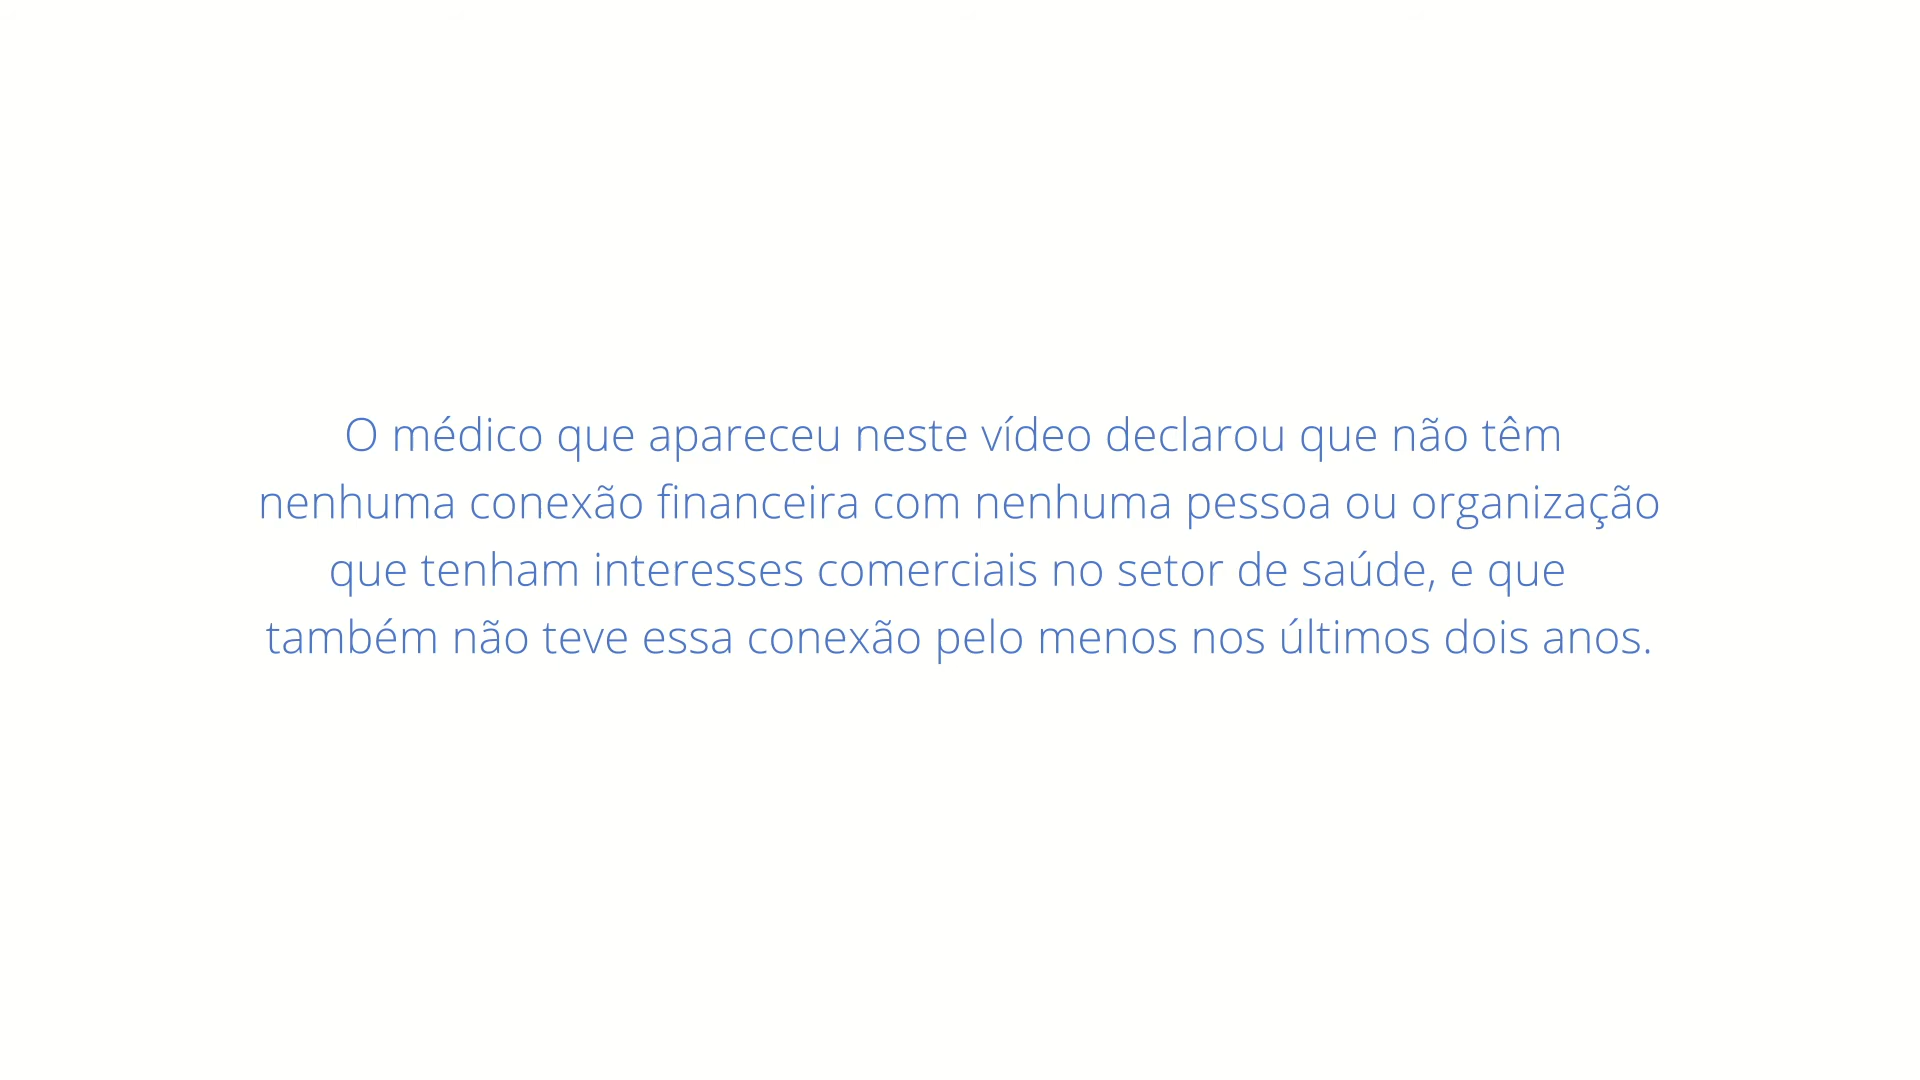 O médico que apareceu neste vídeo declarou que não têm
nenhuma conexão financeira com nenhuma pessoa ou organização
que tenham interesses comerciais no setor de saúde, e que
também não teve essa conexão pelo menos nos últimos dois anos.